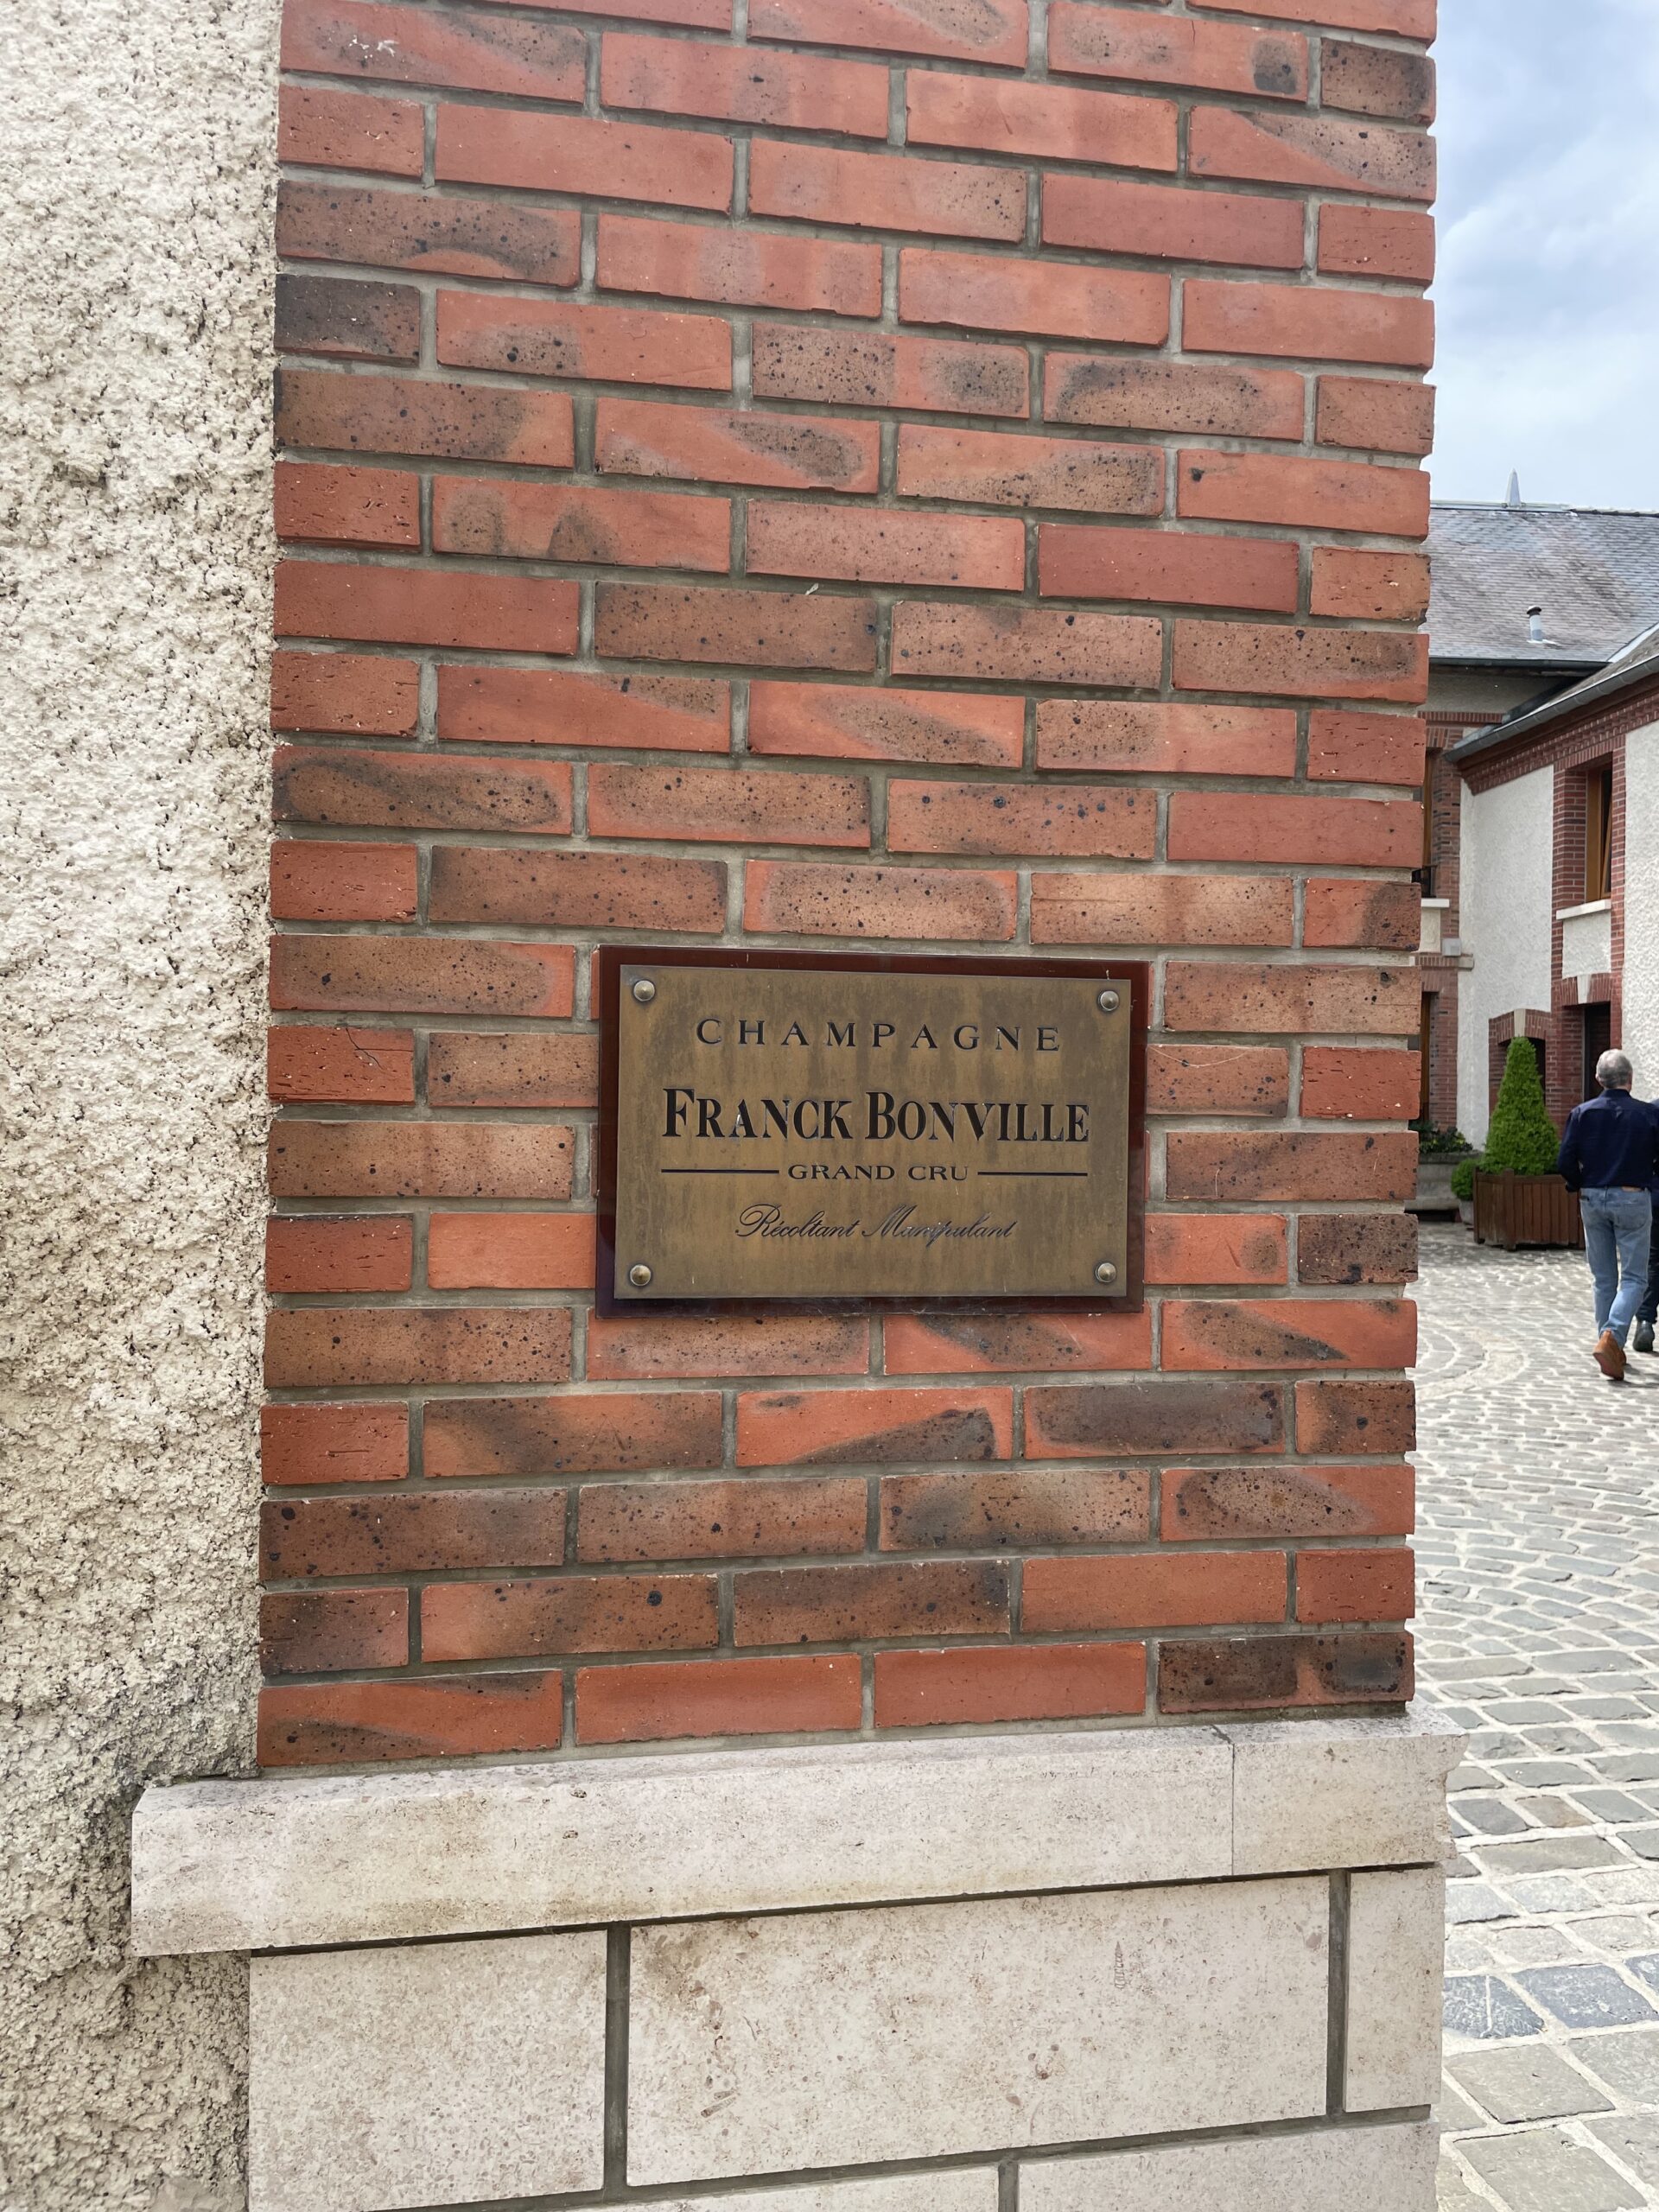 CHAMPAGNE
FRANCK BONVILLE
GRAND CRU
Récoltant Manipulant